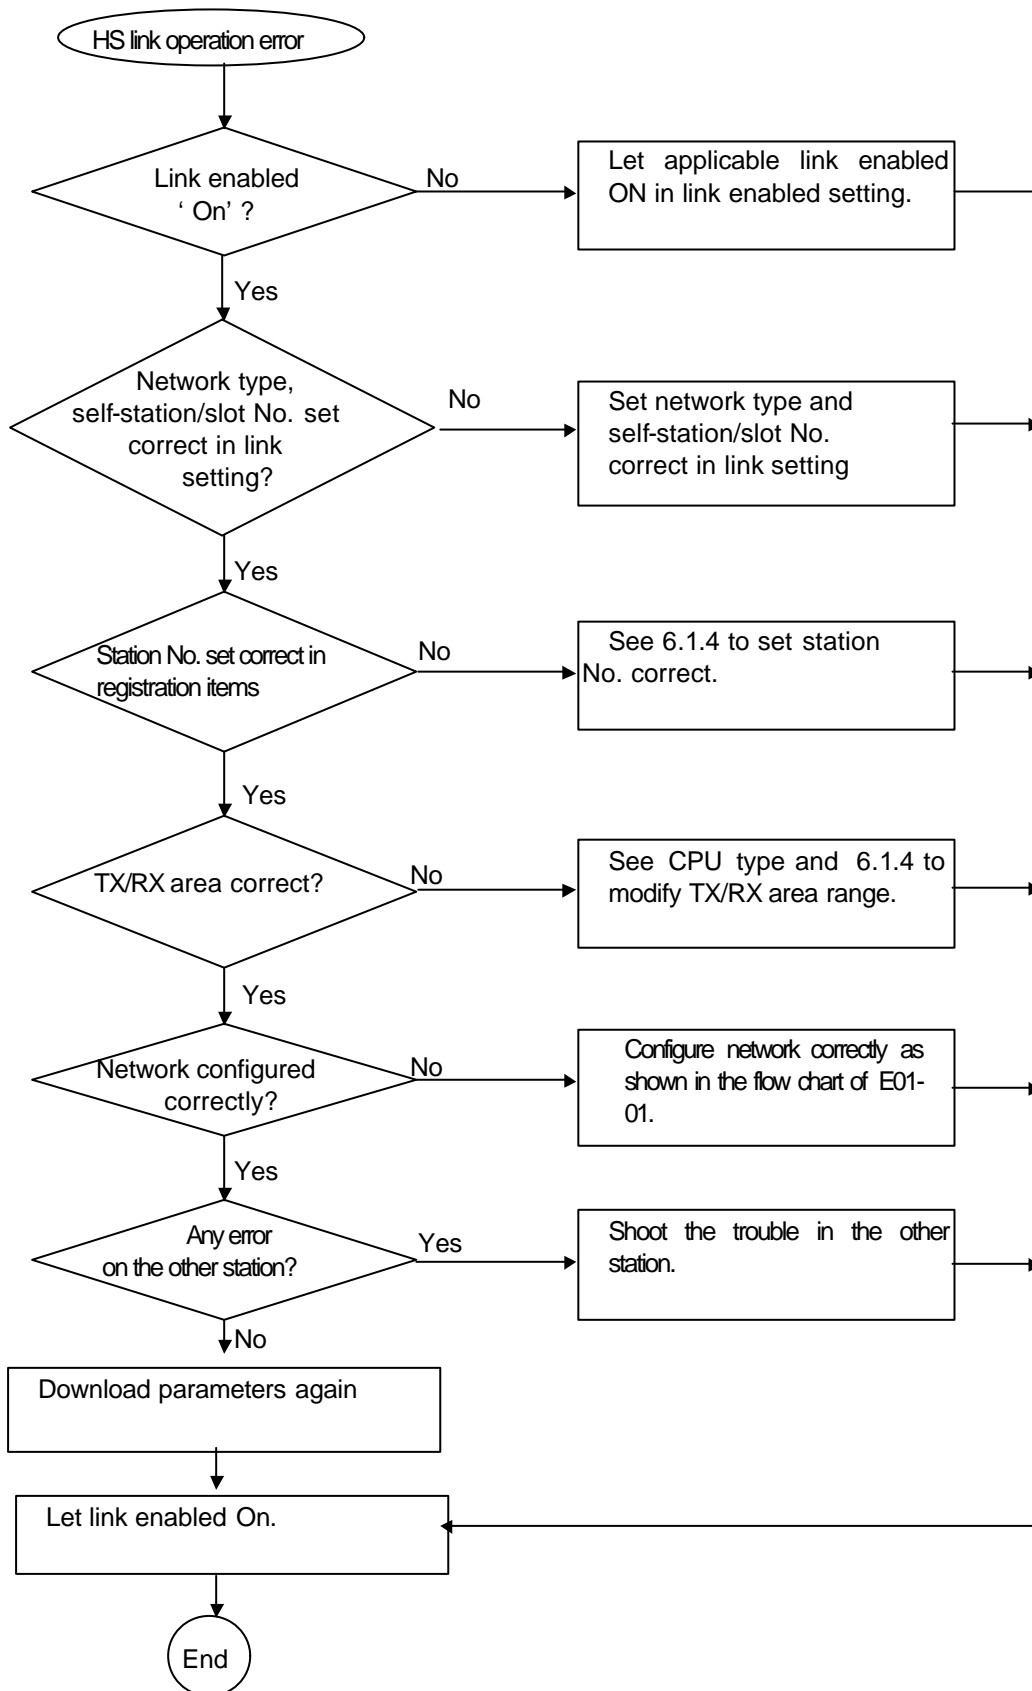 HS link operation error
Link enabled
‘ On’ ?
No
Let applicable link enabled
ON in link enabled setting.
Yes
Network type,
self-station/slot No. set
correct in link
setting?
No
Set network type and
self-station/slot No.
correct in link setting
Yes
Station No. set correct in
registration items
No
See 6.1.4 to set station
No. correct.
Yes
TX/RX area correct?
No
See CPU type and 6.1.4 to
modify TX/RX area range.
Yes
Network configured
correctly?
No
Configure network correctly as
shown in the flow chart of E01-
01.
Yes
Any error
on the other station?
Yes
Shoot the trouble in the other
station.
No
Download parameters again
Let link enabled On.
End